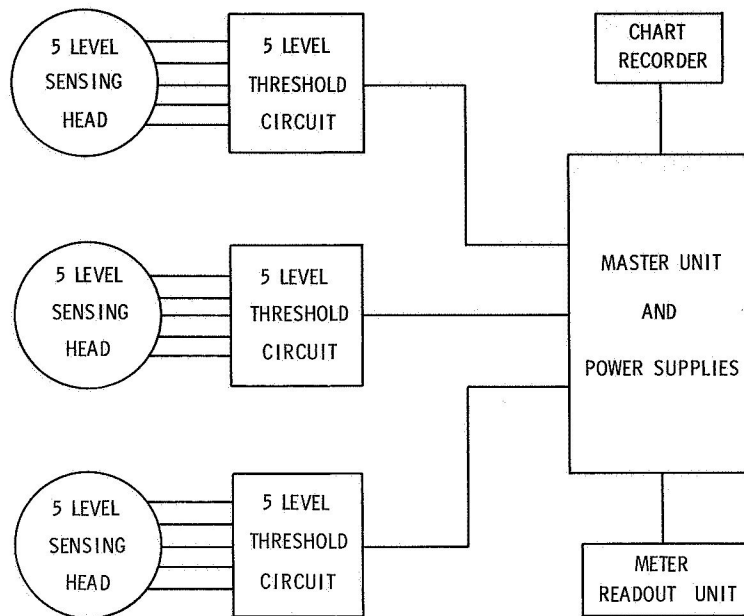 5 LEVEL
SENSING
HEAD
5 LEVEL
THRESHOLD
CIRCUIT
CHART
RECORDER
5 LEVEL
SENSING
HEAD
5 LEVEL
THRESHOLD
CIRCUIT
MASTER UNIT
AND
POWER SUPPLIES
5 LEVEL
SENSING
HEAD
5 LEVEL
THRESHOLD
CIRCUIT
METER
READOUT UNIT